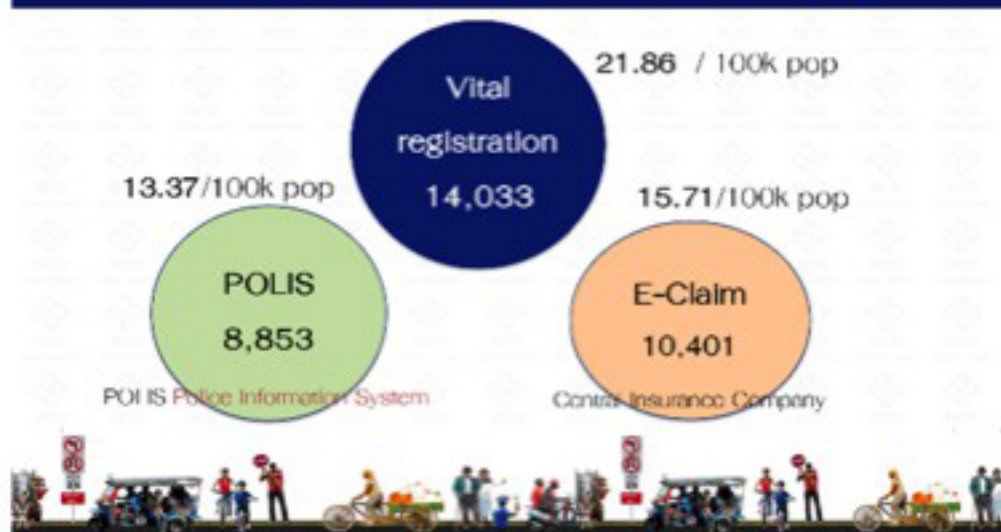 Vital
registration
14,033
21.86 / 100k pop
13.37/100k pop
15.71/100k pop
POLIS
8,853
E-Claim
10,401
POLIS Police Information System
Central Insurance Company